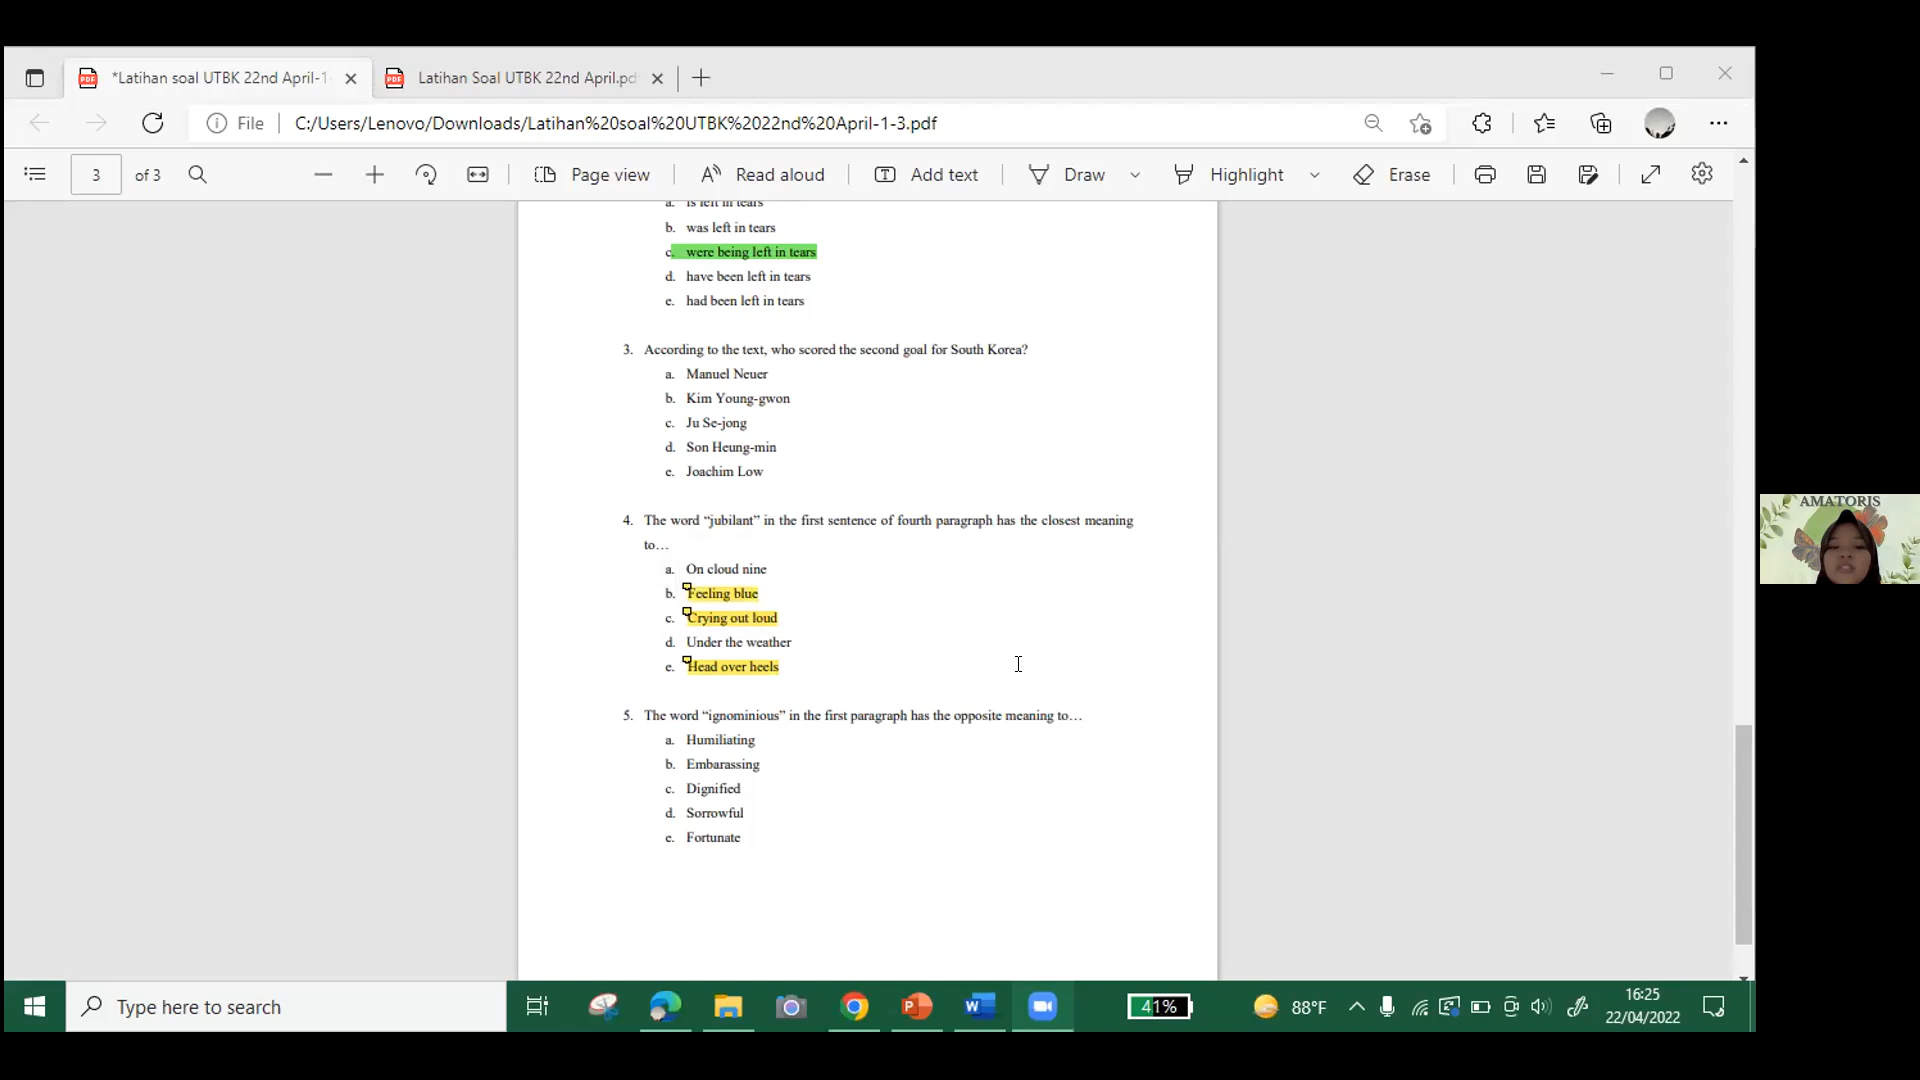 *Latihan soal UTBK 22nd April-1-
Latihan Soal UTBK 22nd April.pd
File
C:/Users/Lenovo/Downloads/Latihan%20soal%20UTBK%2022nd%20April-1-3.pdf
3 of 3
Page view
Read aloud
Add text
Draw
Highlight
Erase
a. is left in tears
b. was left in tears
c. were being left in tears
d. have been left in tears
e. had been left in tears
3. According to the text, who scored the second goal for South Korea?
a. Manuel Neuer
b. Kim Young-gwon
c. Ju Se-jong
d. Son Heung-min
e. Joachim Low
4. The word “jubilant” in the first sentence of fourth paragraph has the closest meaning
to…
a. On cloud nine
b. Feeling blue
c. Crying out loud
d. Under the weather
e. Head over heels
5. The word “ignominious” in the first paragraph has the opposite meaning to…
a. Humiliating
b. Embarassing
c. Dignified
d. Sorrowful
e. Fortunate
AMATORIS
Type here to search
41%
88°F
16:25
22/04/2022